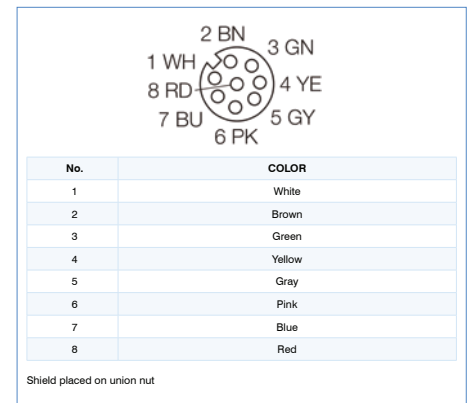 2 BN
3 GN
1 WH
8 RD
4 YE
7 BU
5 GY
6 PK
No. COLOR
1 White
2 Brown
3 Green
4 Yellow
5 Gray
6 Pink
7 Blue
8 Red
Shield placed on union nut